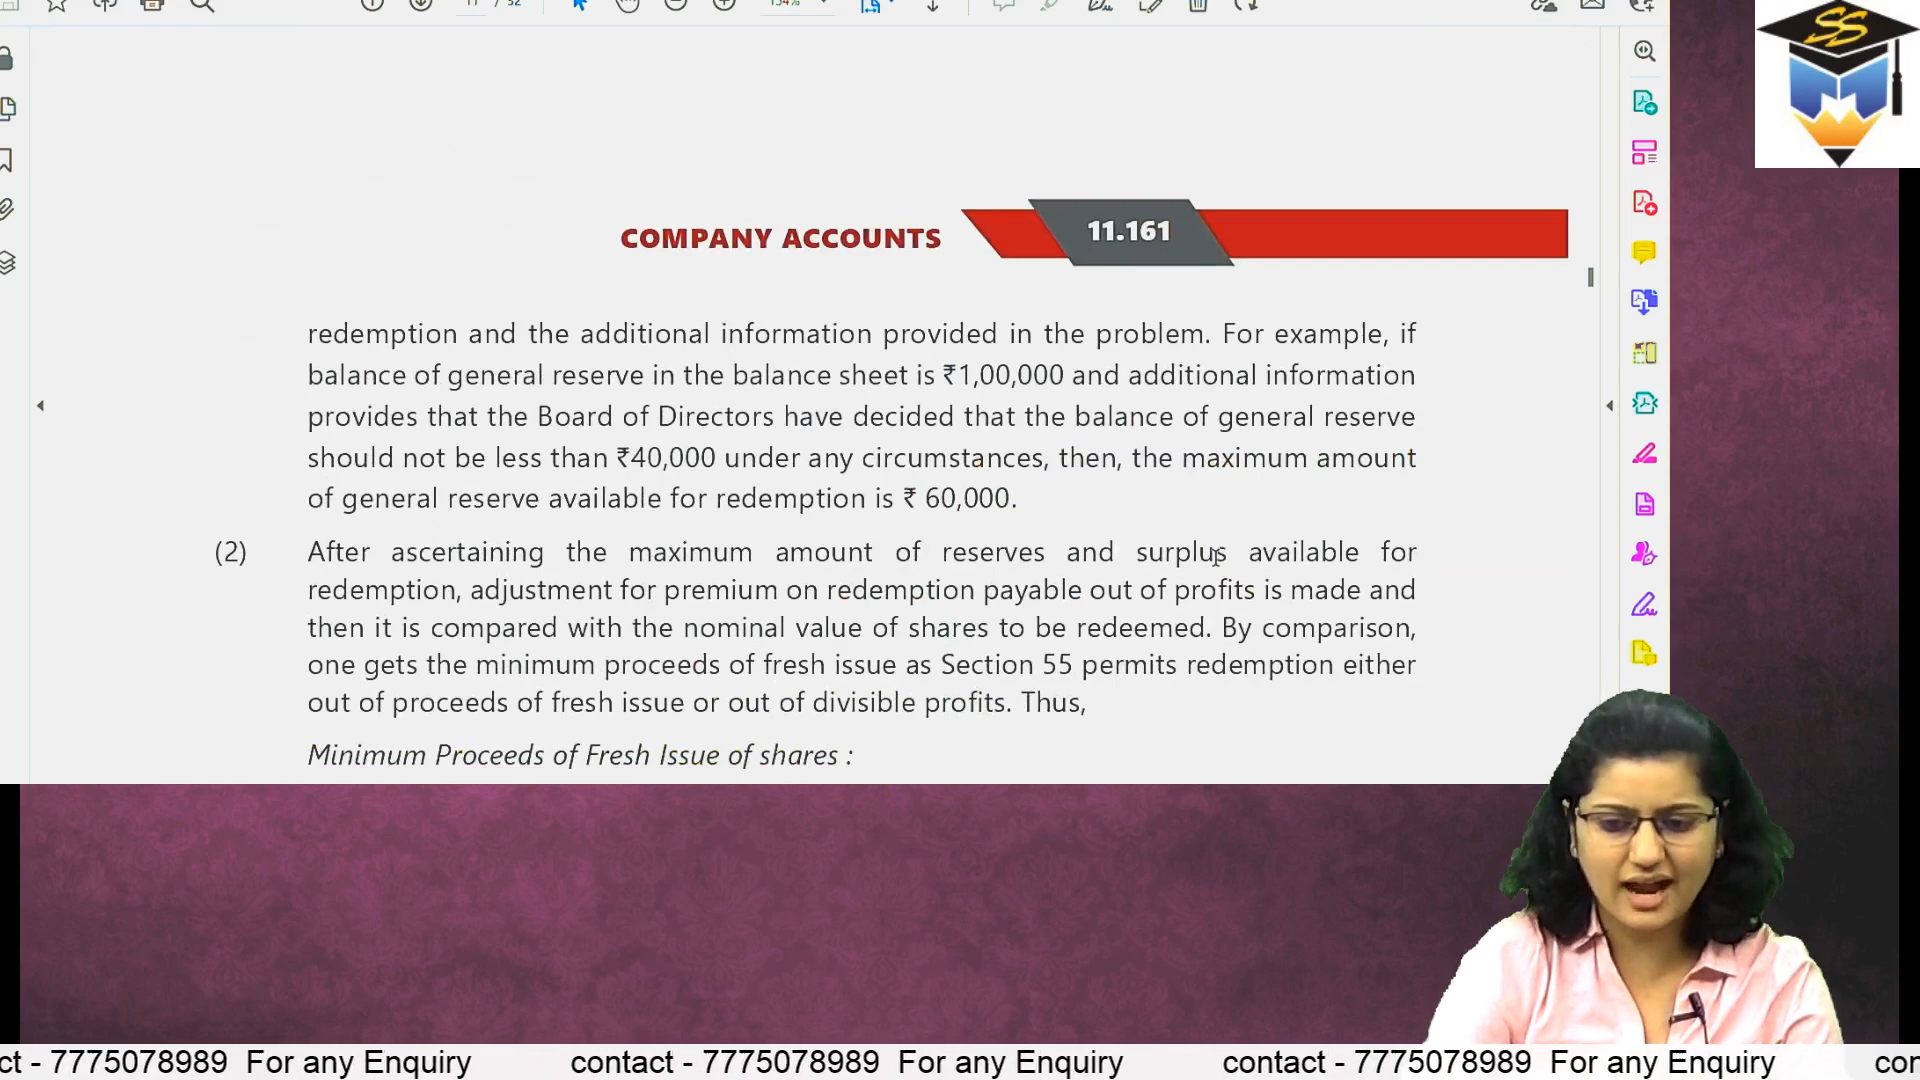 SS
COMPANY ACCOUNTS
11.161
redemption and the additional information provided in the problem. For example, if
balance of general reserve in the balance sheet is ₹1,00,000 and additional information
provides that the Board of Directors have decided that the balance of general reserve
should not be less than ₹40,000 under any circumstances, then, the maximum amount
of general reserve available for redemption is ₹ 60,000.
(2) After ascertaining the maximum amount of reserves and surplus available for
redemption, adjustment for premium on redemption payable out of profits is made and
then it is compared with the nominal value of shares to be redeemed. By comparison,
one gets the minimum proceeds of fresh issue as Section 55 permits redemption either
out of proceeds of fresh issue or out of divisible profits. Thus,
Minimum Proceeds of Fresh Issue of shares :
ct - 7775078989 For any Enquiry contact - 7775078989 For any Enquiry contact - 7775078989 For any Enquiry con